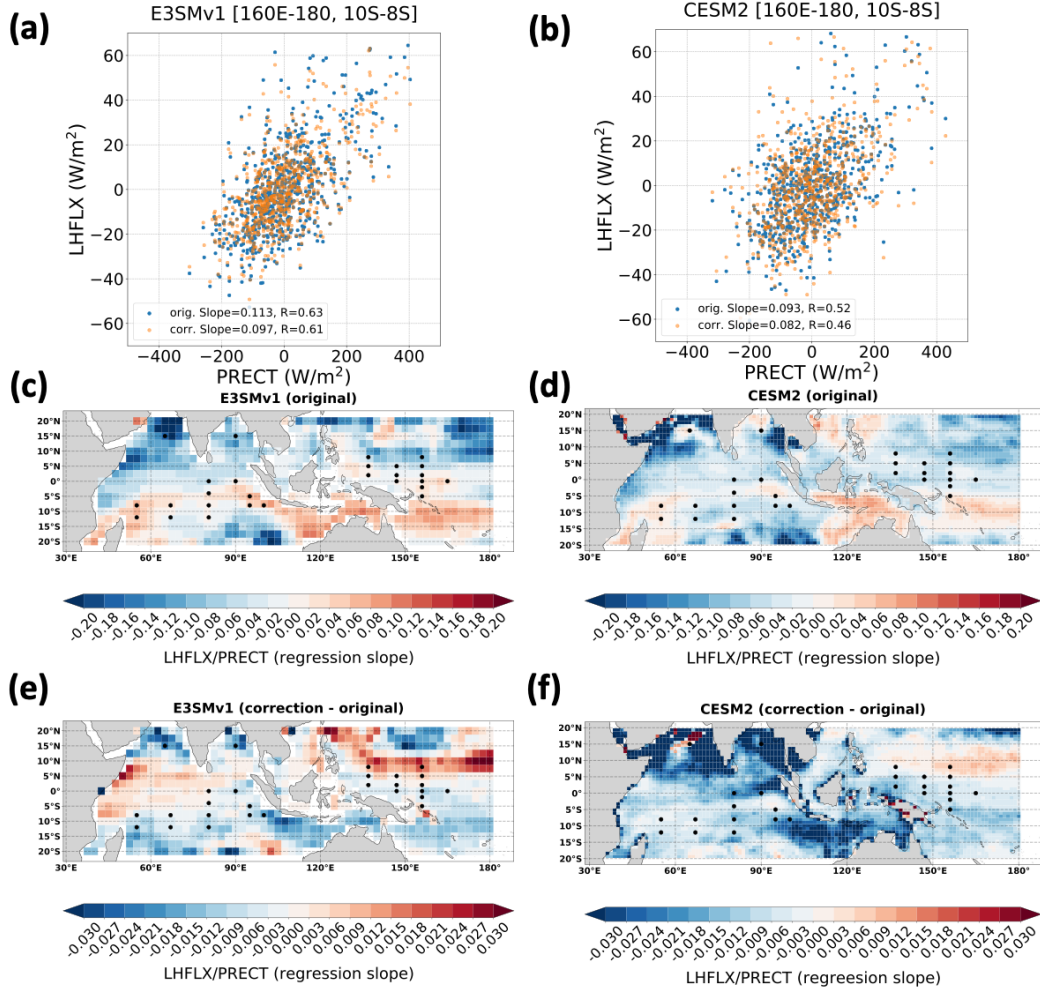 (a)
E3SMv1 [160E-180, 10S-8S]
LHFLX (W/m²)
60
40
20
0
−20
−40
−60
orig. Slope=0.113, R=0.63
corr. Slope=0.097, R=0.61
−400 −200 0 200 400
PRECT (W/m²)
(b)
CESM2 [160E-180, 10S-8S]
LHFLX (W/m²)
60
40
20
0
−20
−40
−60
orig. Slope=0.093, R=0.52
corr. Slope=0.082, R=0.46
−400 −200 0 200 400
PRECT (W/m²)
(c)
E3SMv1 (original)
20°N
15°N
10°N
5°N
0°
5°S
10°S
15°S
20°S
30°E 60°E 90°E 120°E 150°E 180°
-0.20 -0.18 -0.16 -0.14 -0.12 -0.10 -0.08 -0.06 -0.04 -0.02 0.00 0.02 0.04 0.06 0.08 0.10 0.12 0.14 0.16 0.18 0.20
LHFLX/PRECT (regression slope)
(d)
CESM2 (original)
20°N
15°N
10°N
5°N
0°
5°S
10°S
15°S
20°S
30°E 60°E 90°E 120°E 150°E 180°
-0.20 -0.18 -0.16 -0.14 -0.12 -0.10 -0.08 -0.06 -0.04 -0.02 0.00 0.02 0.04 0.06 0.08 0.10 0.12 0.14 0.16 0.18 0.20
LHFLX/PRECT (regression slope)
(e)
E3SMv1 (correction - original)
20°N
15°N
10°N
5°N
0°
5°S
10°S
15°S
20°S
30°E 60°E 90°E 120°E 150°E 180°
-0.030 -0.027 -0.024 -0.021 -0.018 -0.015 -0.012 -0.009 -0.006 -0.003 0.000 0.003 0.006 0.009 0.012 0.015 0.018 0.021 0.024 0.027 0.030
LHFLX/PRECT (regression slope)
(f)
CESM2 (correction - original)
20°N
15°N
10°N
5°N
0°
5°S
10°S
15°S
20°S
30°E 60°E 90°E 120°E 150°E 180°
-0.030 -0.027 -0.024 -0.021 -0.018 -0.015 -0.012 -0.009 -0.006 -0.003 0.000 0.003 0.006 0.009 0.012 0.015 0.018 0.021 0.024 0.027 0.030
LHFLX/PRECT (regreesion slope)